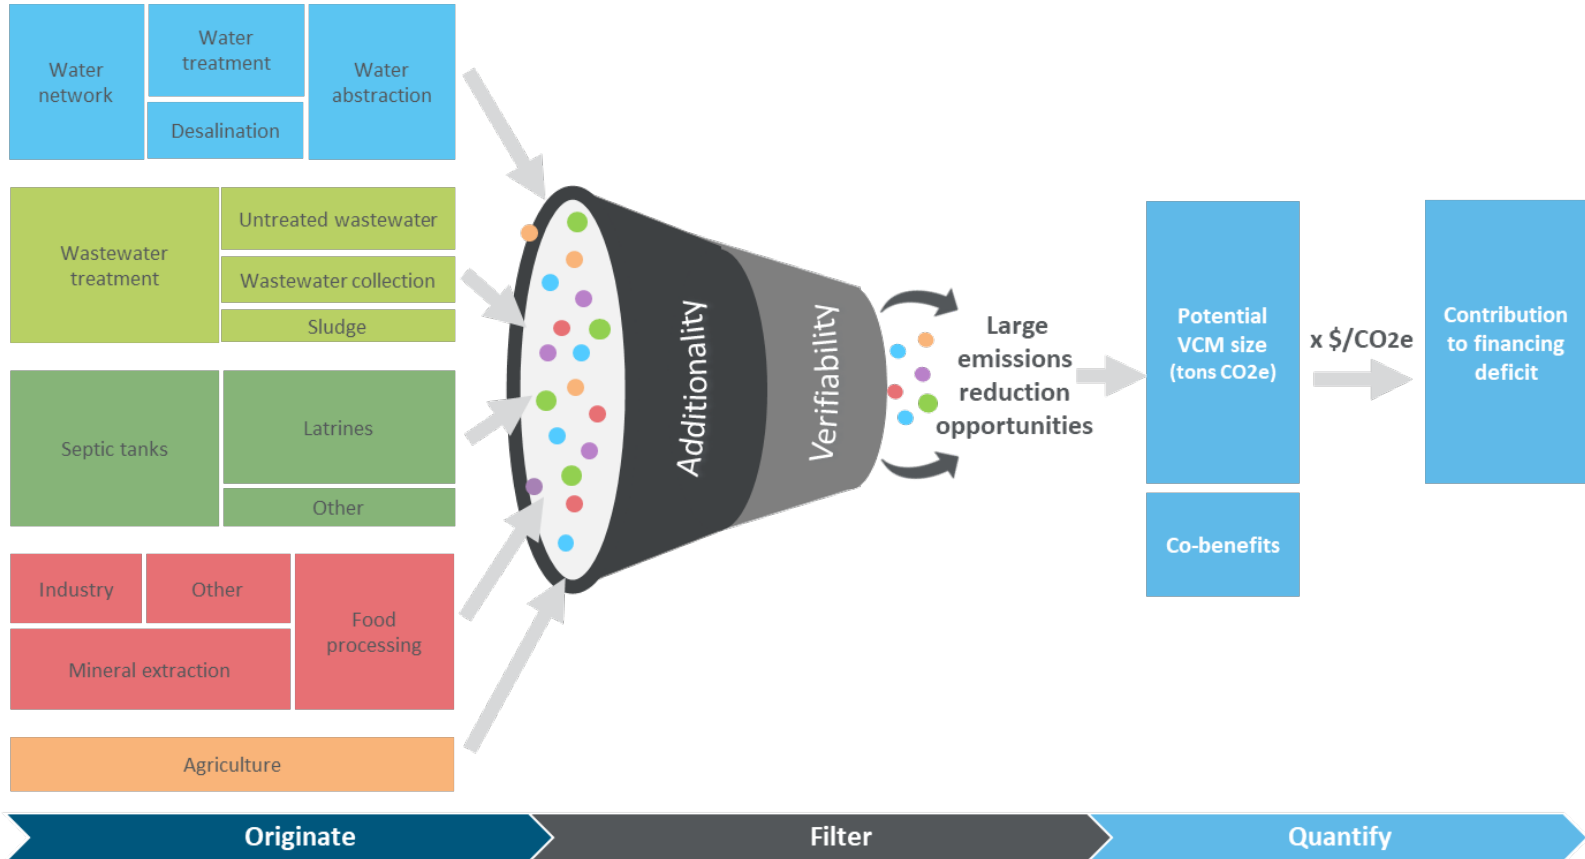 Water
network
Water
treatment
Desalination
Water
abstraction
Wastewater
treatment
Untreated wastewater
Wastewater collection
Sludge
Septic tanks
Latrines
Other
Industry
Other
Mineral extraction
Food
processing
Agriculture
Additionality
Verifiability
Large
emissions
reduction
opportunities
Potential
VCM size
(tons CO2e)
Co-benefits
x $/CO2e
Contribution
to financing
deficit
Originate
Filter
Quantify